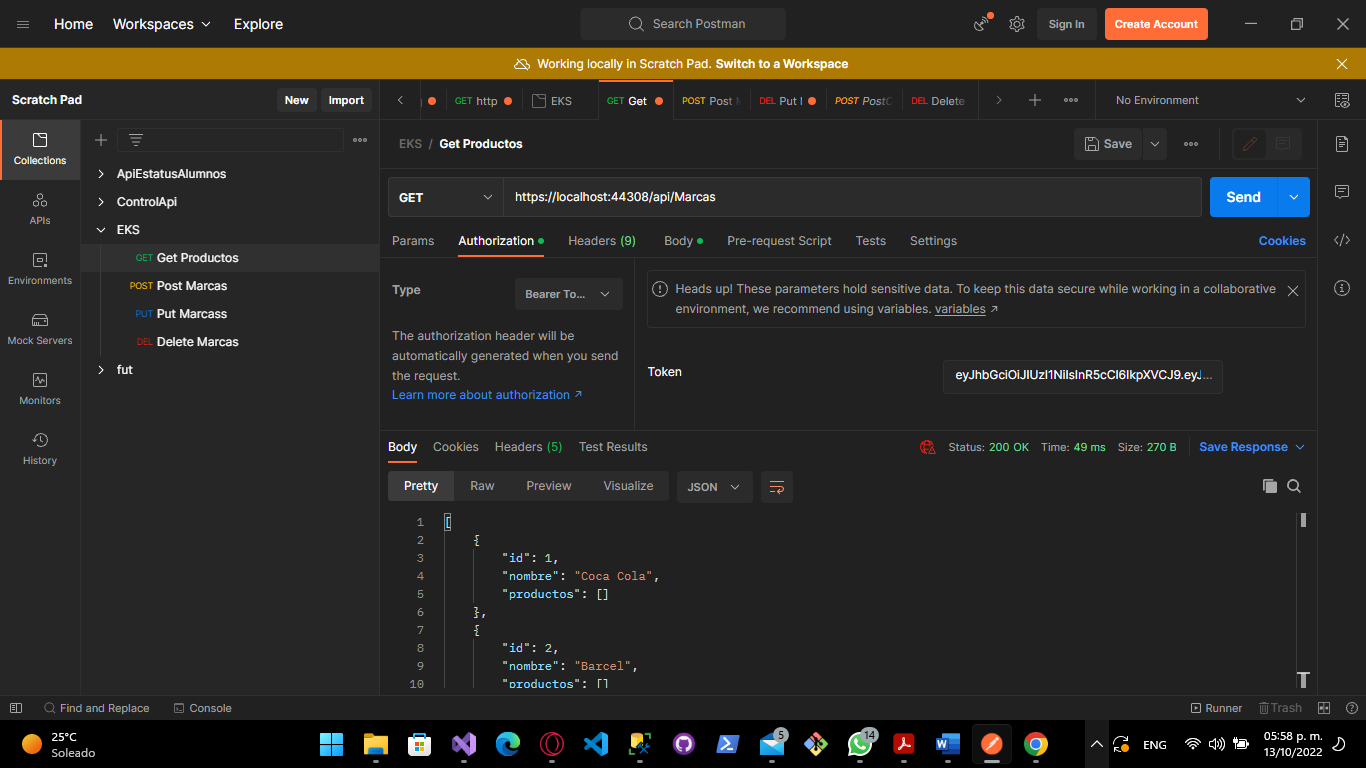 Home Workspaces Explore Search Postman Sign In Create Account
Working locally in Scratch Pad. Switch to a Workspace
Scratch Pad New Import
GET http EKS GET Get POST Post DEL Put POST PostC DEL Delete No Environment
Collections
APIs
Environments
Mock Servers
Monitors
History
ApiEstatusAlumnos
ControlApi
EKS
GET Get Productos
POST Post Marcas
PUT Put Marcass
DEL Delete Marcas
fut
EKS / Get Productos Save
GET https://localhost:44308/api/Marcas Send
Params Authorization Headers (9) Body Pre-request Script Tests Settings Cookies
Type Bearer To...
The authorization header will be
automatically generated when you send
the request.
Learn more about authorization ↗
Heads up! These parameters hold sensitive data. To keep this data secure while working in a collaborative
environment, we recommend using variables. variables ↗
Token eyJhbGciOiJIUzI1NiIsInR5cCI6IkpXVCJ9.eyJ...
Body Cookies Headers (5) Test Results Status: 200 OK Time: 49 ms Size: 270 B Save Response
Pretty Raw Preview Visualize JSON
1 [
2 {
3 "id": 1,
4 "nombre": "Coca Cola",
5 "productos": []
6 },
7 {
8 "id": 2,
9 "nombre": "Barcel",
10 "productos": []
Find and Replace Console Runner Trash
25°C
Soleado
5
14
ENG
05:58 p. m.
13/10/2022